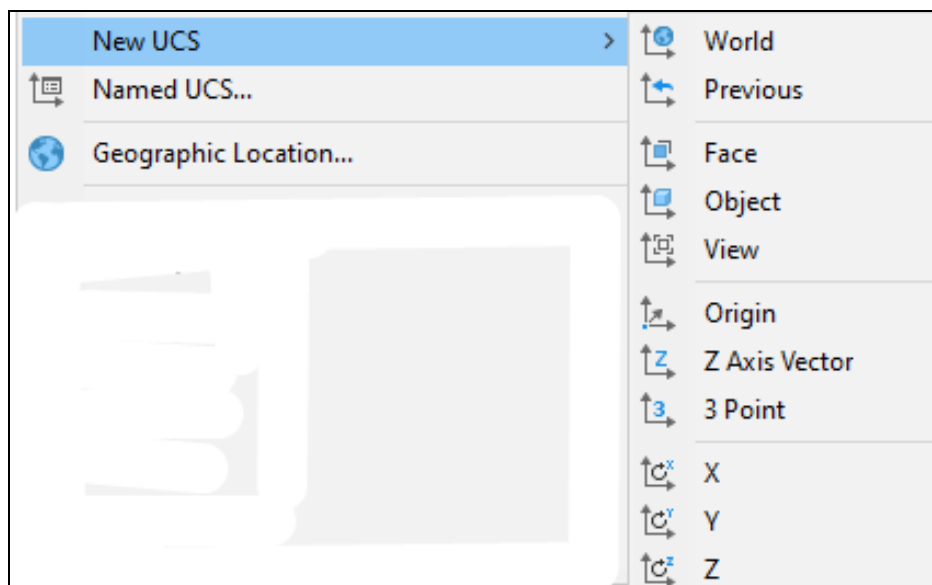 New UCS
Named UCS...
Geographic Location...
World
Previous
Face
Object
View
Origin
Z Axis Vector
3 Point
X
Y
Z